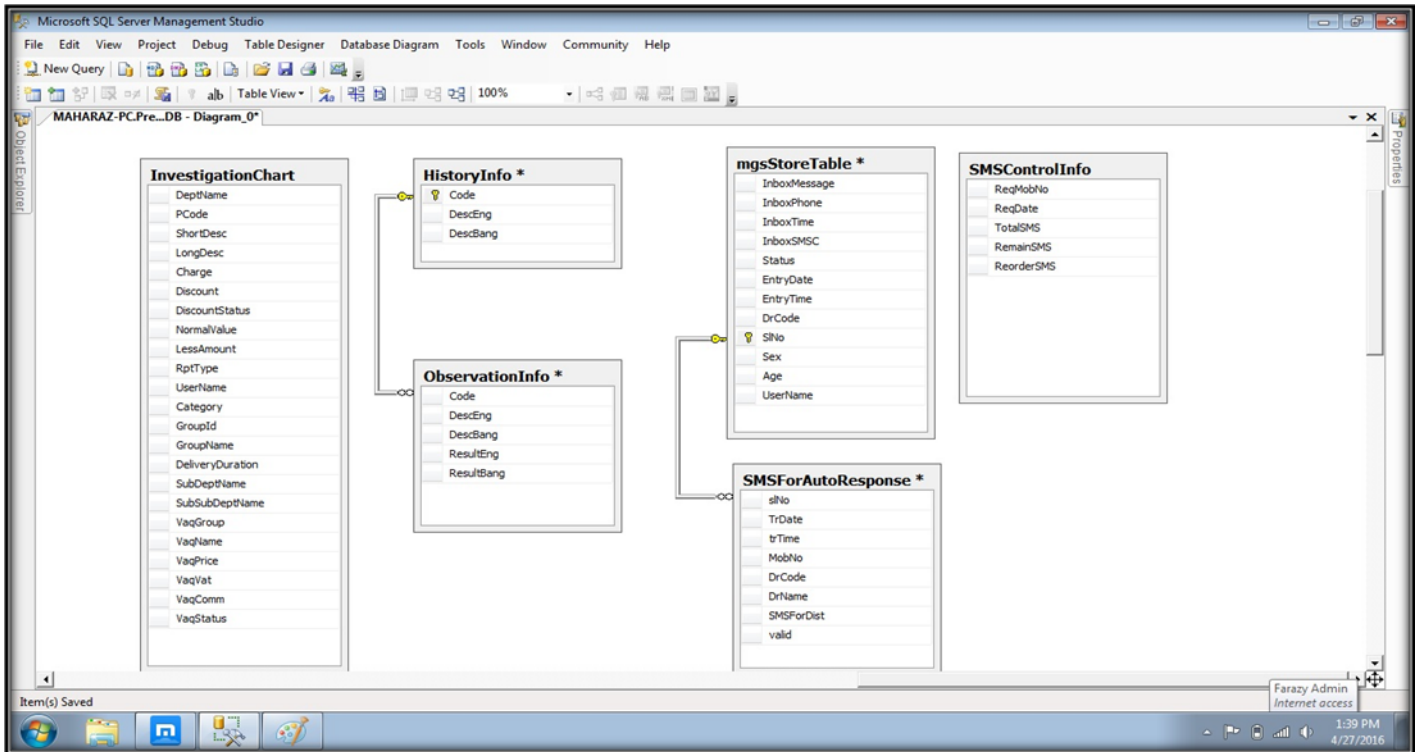 Microsoft SQL Server Management Studio
File Edit View Project Debug Table Designer Database Diagram Tools Window Community Help
New Query
ab Table View 100%
MAHARAZ-PC.Pre...DB - Diagram_0*
Object Explorer
Properties
InvestigationChart
DeptName
PCode
ShortDesc
LongDesc
Charge
Discount
DiscountStatus
NormalValue
LessAmount
RptType
UserName
Category
GroupId
GroupName
DeliveryDuration
SubDeptName
SubSubDeptName
VaqGroup
VaqName
VaqPrice
VaqVat
VaqComm
VaqStatus
HistoryInfo *
Code
DescEng
DescBang
ObservationInfo *
Code
DescEng
DescBang
ResultEng
ResultBang
mgsStoreTable *
InboxMessage
InboxPhone
InboxTime
InboxSMSC
Status
EntryDate
EntryTime
DrCode
SlNo
Sex
Age
UserName
SMSForAutoResponse *
slNo
TrDate
trTime
MobNo
DrCode
DrName
SMSForDist
valid
SMSControlInfo
ReqMobNo
ReqDate
TotalSMS
RemainSMS
ReorderSMS
Item(s) Saved
Farazy Admin
Internet access
1:39 PM
4/27/2016